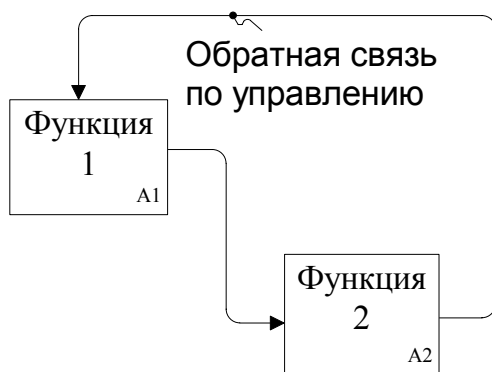 Обратная связь
по управлению
Функция
1
A1
Функция
2
A2